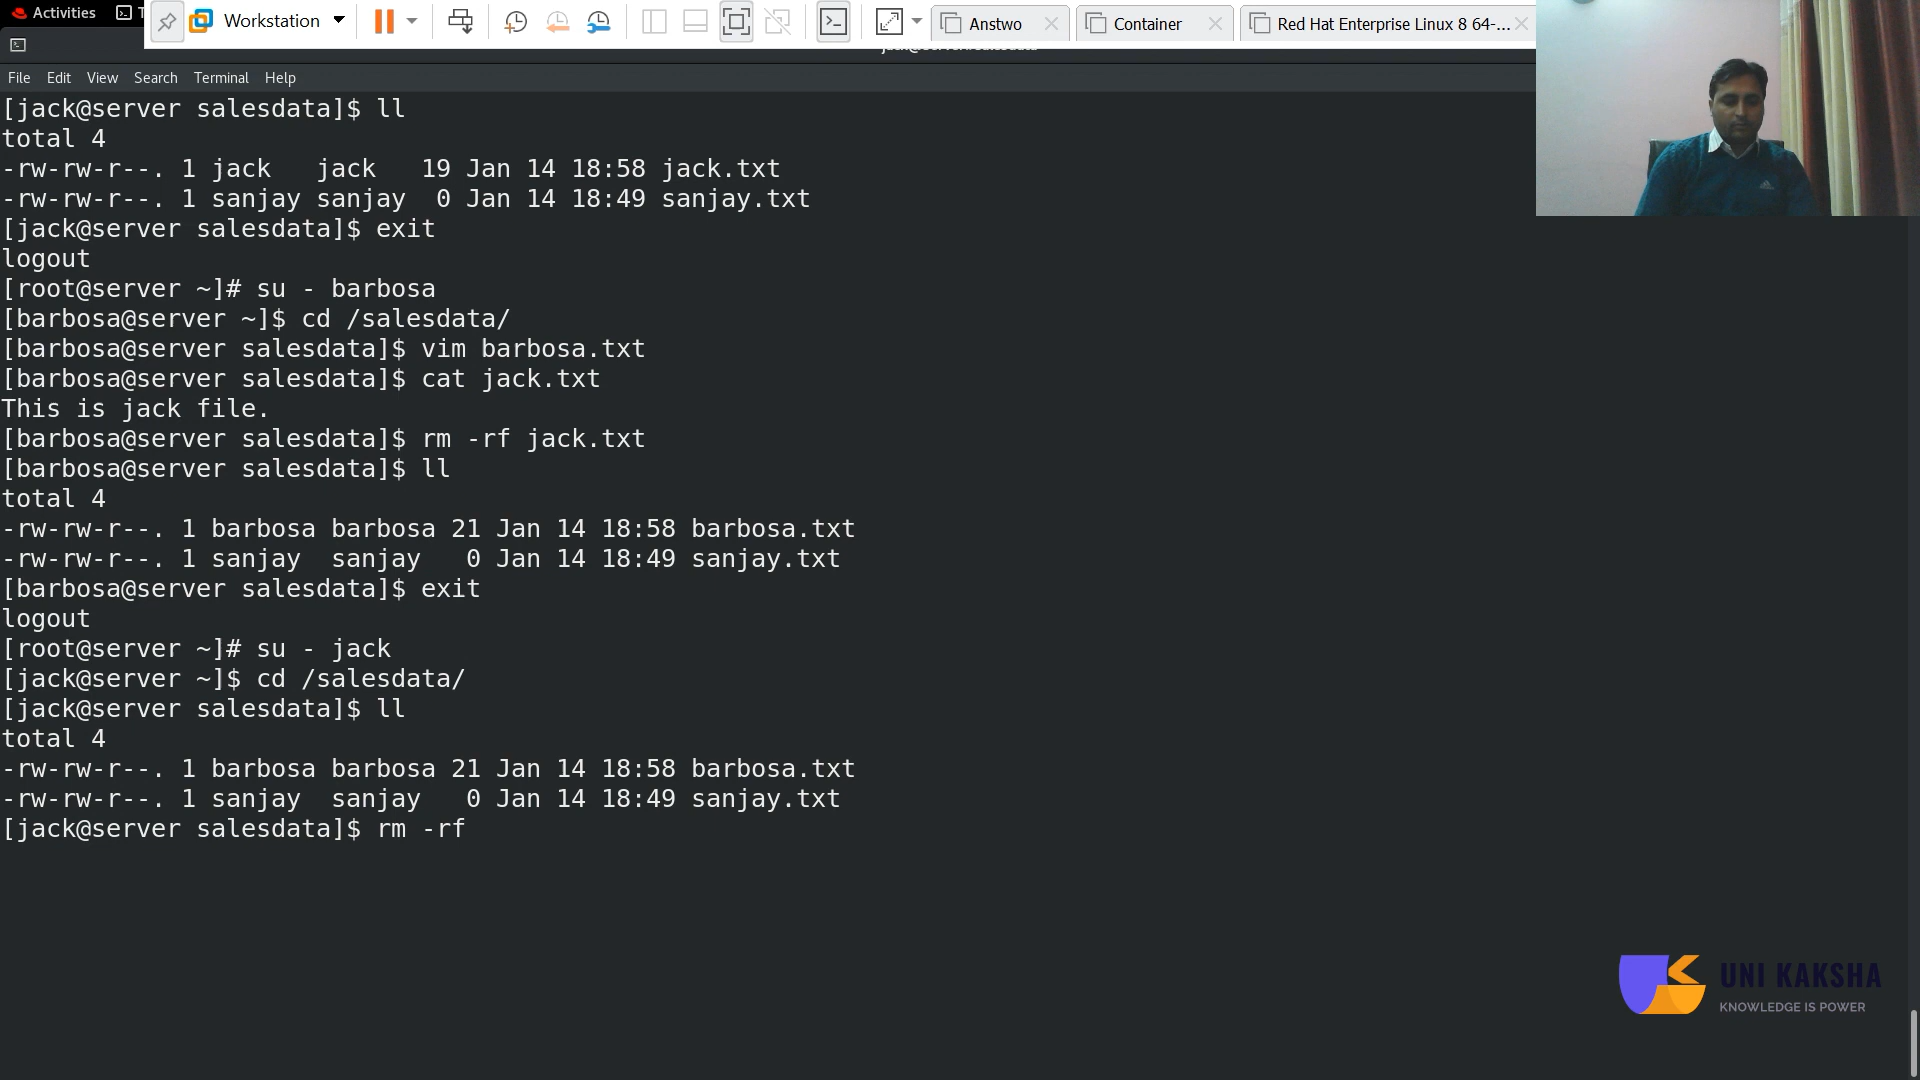 Activities
Workstation
Anstwo
Container
Red Hat Enterprise Linux 8 64-...
File Edit View Search Terminal Help
[jack@server salesdata]$ ll
total 4
-rw-rw-r--. 1 jack   jack   19 Jan 14 18:58 jack.txt
-rw-rw-r--. 1 sanjay sanjay  0 Jan 14 18:49 sanjay.txt
[jack@server salesdata]$ exit
logout
[root@server ~]# su - barbosa
[barbosa@server ~]$ cd /salesdata/
[barbosa@server salesdata]$ vim barbosa.txt
[barbosa@server salesdata]$ cat jack.txt
This is jack file.
[barbosa@server salesdata]$ rm -rf jack.txt
[barbosa@server salesdata]$ ll
total 4
-rw-rw-r--. 1 barbosa barbosa 21 Jan 14 18:58 barbosa.txt
-rw-rw-r--. 1 sanjay  sanjay   0 Jan 14 18:49 sanjay.txt
[barbosa@server salesdata]$ exit
logout
[root@server ~]# su - jack
[jack@server ~]$ cd /salesdata/
[jack@server salesdata]$ ll
total 4
-rw-rw-r--. 1 barbosa barbosa 21 Jan 14 18:58 barbosa.txt
-rw-rw-r--. 1 sanjay  sanjay   0 Jan 14 18:49 sanjay.txt
[jack@server salesdata]$ rm -rf
UNI KAKSHA
KNOWLEDGE IS POWER